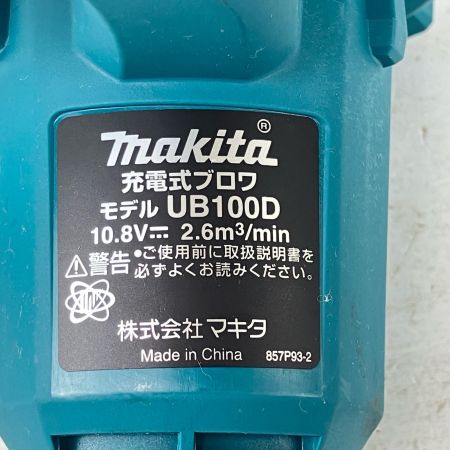 makita®
充電式ブロワ
モデル UB100D
10.8V⎓ 2.6m³/min
⚠警告 •ご使用前に取扱説明書を
必ずよくお読みください。
株式会社マキタ
Made in China 857P93-2